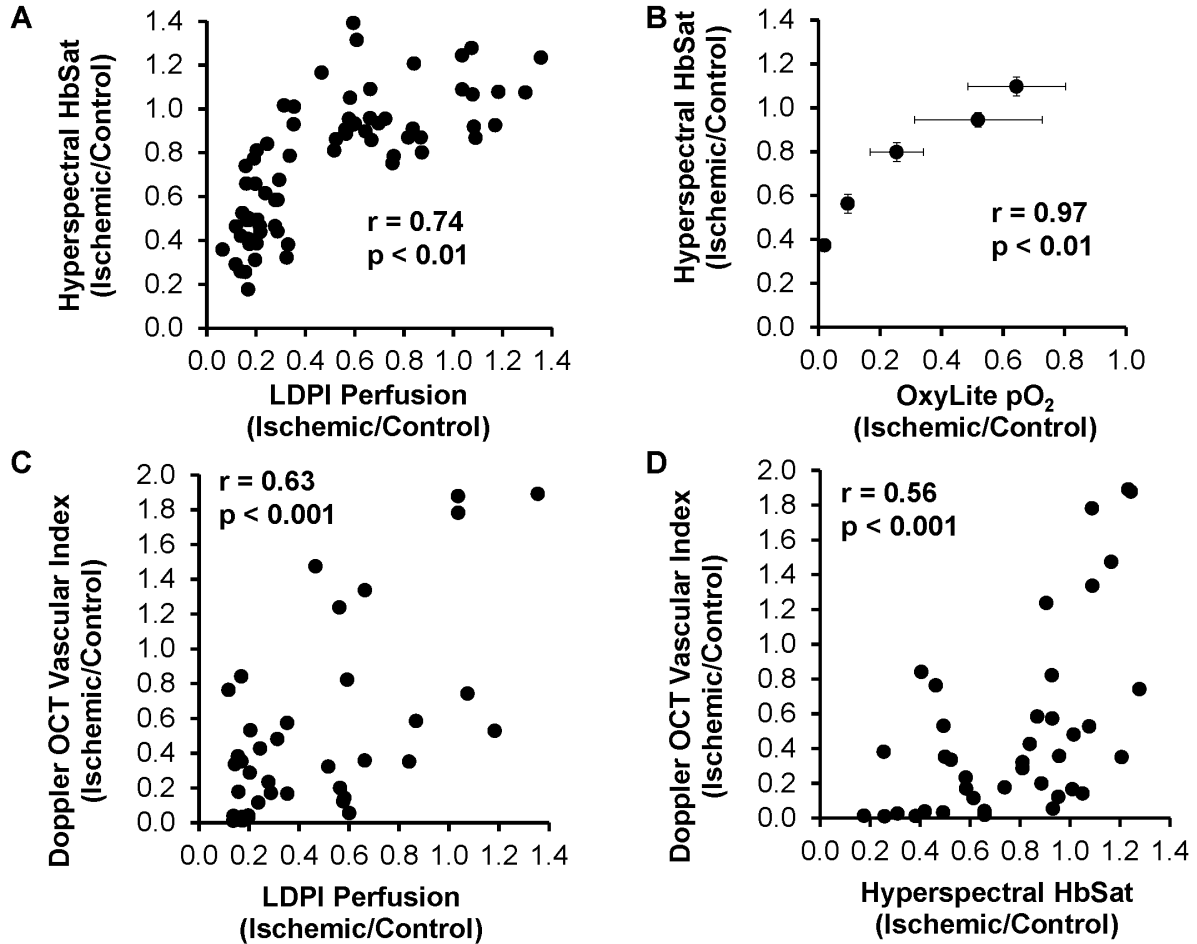 A
Hyperspectral HbSat
(Ischemic/Control)
1.4
1.2
1.0
0.8
0.6
0.4
0.2
0.0
r = 0.74
p < 0.01
0.0 0.2 0.4 0.6 0.8 1.0 1.2 1.4
LDPI Perfusion
(Ischemic/Control)
B
Hyperspectral HbSat
(Ischemic/Control)
1.4
1.2
1.0
0.8
0.6
0.4
0.2
0.0
r = 0.97
p < 0.01
0.0 0.2 0.4 0.6 0.8 1.0
OxyLite pO₂
(Ischemic/Control)
C
Doppler OCT Vascular Index
(Ischemic/Control)
2.0
1.8
1.6
1.4
1.2
1.0
0.8
0.6
0.4
0.2
0.0
r = 0.63
p < 0.001
0.0 0.2 0.4 0.6 0.8 1.0 1.2 1.4
LDPI Perfusion
(Ischemic/Control)
D
Doppler OCT Vascular Index
(Ischemic/Control)
2.0
1.8
1.6
1.4
1.2
1.0
0.8
0.6
0.4
0.2
0.0
r = 0.56
p < 0.001
0.0 0.2 0.4 0.6 0.8 1.0 1.2 1.4
Hyperspectral HbSat
(Ischemic/Control)